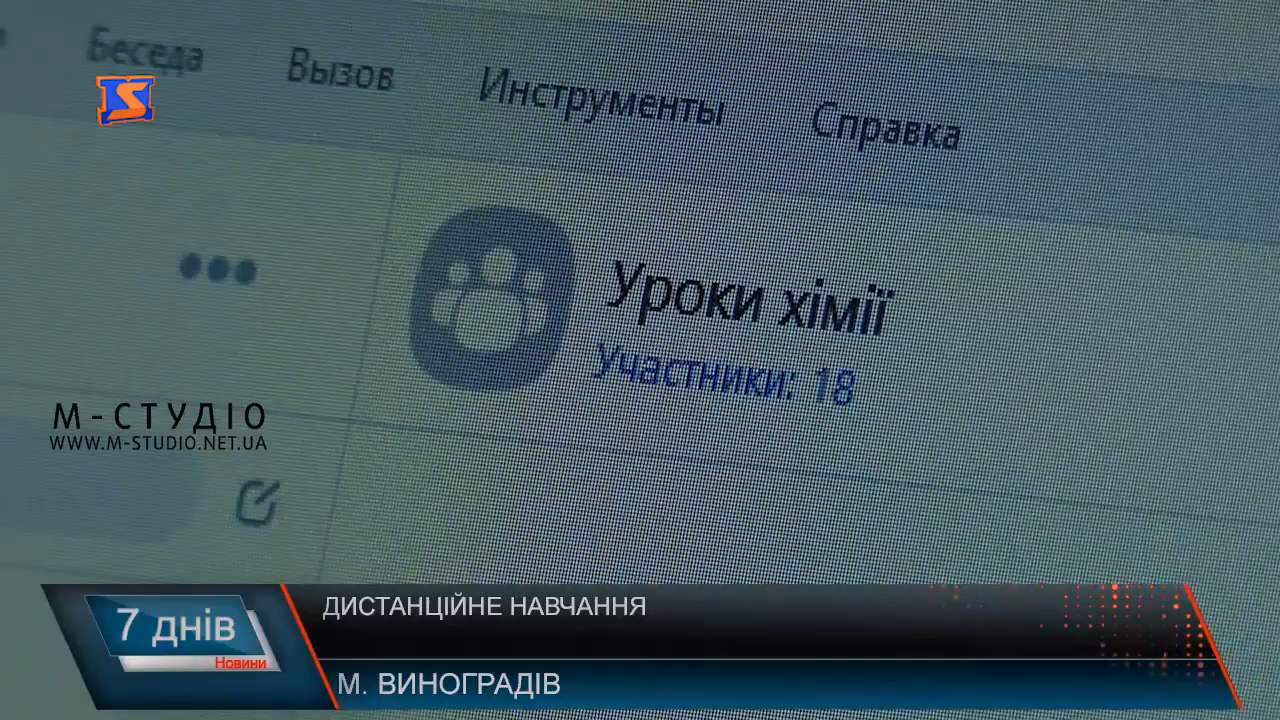 Беседа Вызов Инструменты Справка
Уроки хімії
Участники: 18
М-СТУДІО
WWW.M-STUDIO.NET.UA
7 днів
Новини
ДИСТАНЦІЙНЕ НАВЧАННЯ
М. ВИНОГРАДІВ